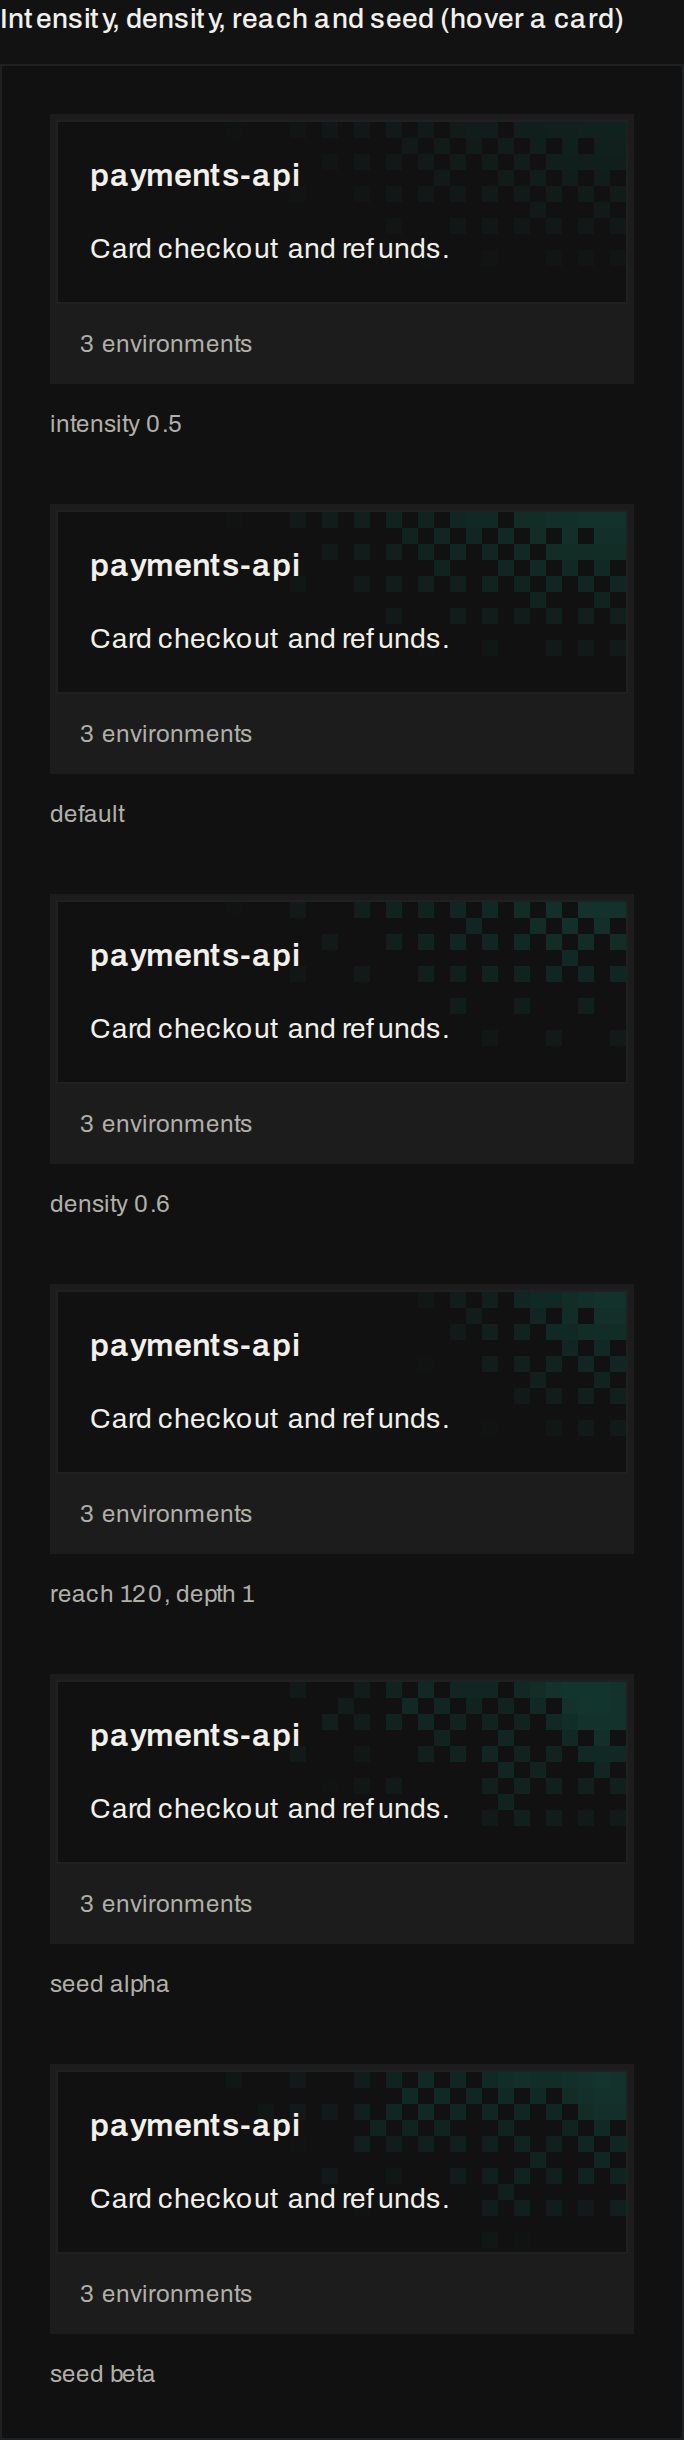 Intensity, density, reach and seed (hover a card)
payments-api
Card checkout and refunds.
3 environments
intensity 0.5
payments-api
Card checkout and refunds.
3 environments
default
payments-api
Card checkout and refunds.
3 environments
density 0.6
payments-api
Card checkout and refunds.
3 environments
reach 120, depth 1
payments-api
Card checkout and refunds.
3 environments
seed alpha
payments-api
Card checkout and refunds.
3 environments
seed beta